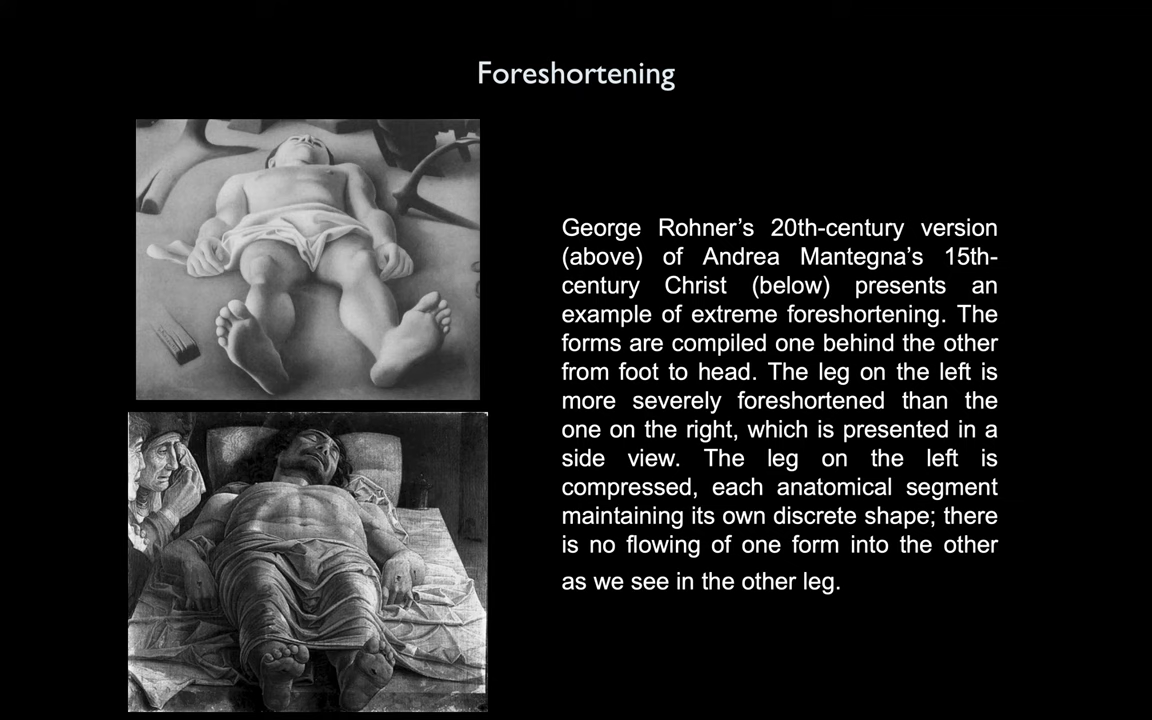 Foreshortening
George Rohner’s 20th-century version
(above) of Andrea Mantegna’s 15th-
century Christ (below) presents an
example of extreme foreshortening. The
forms are compiled one behind the other
from foot to head. The leg on the left is
more severely foreshortened than the
one on the right, which is presented in a
side view. The leg on the left is
compressed, each anatomical segment
maintaining its own discrete shape; there
is no flowing of one form into the other
as we see in the other leg.